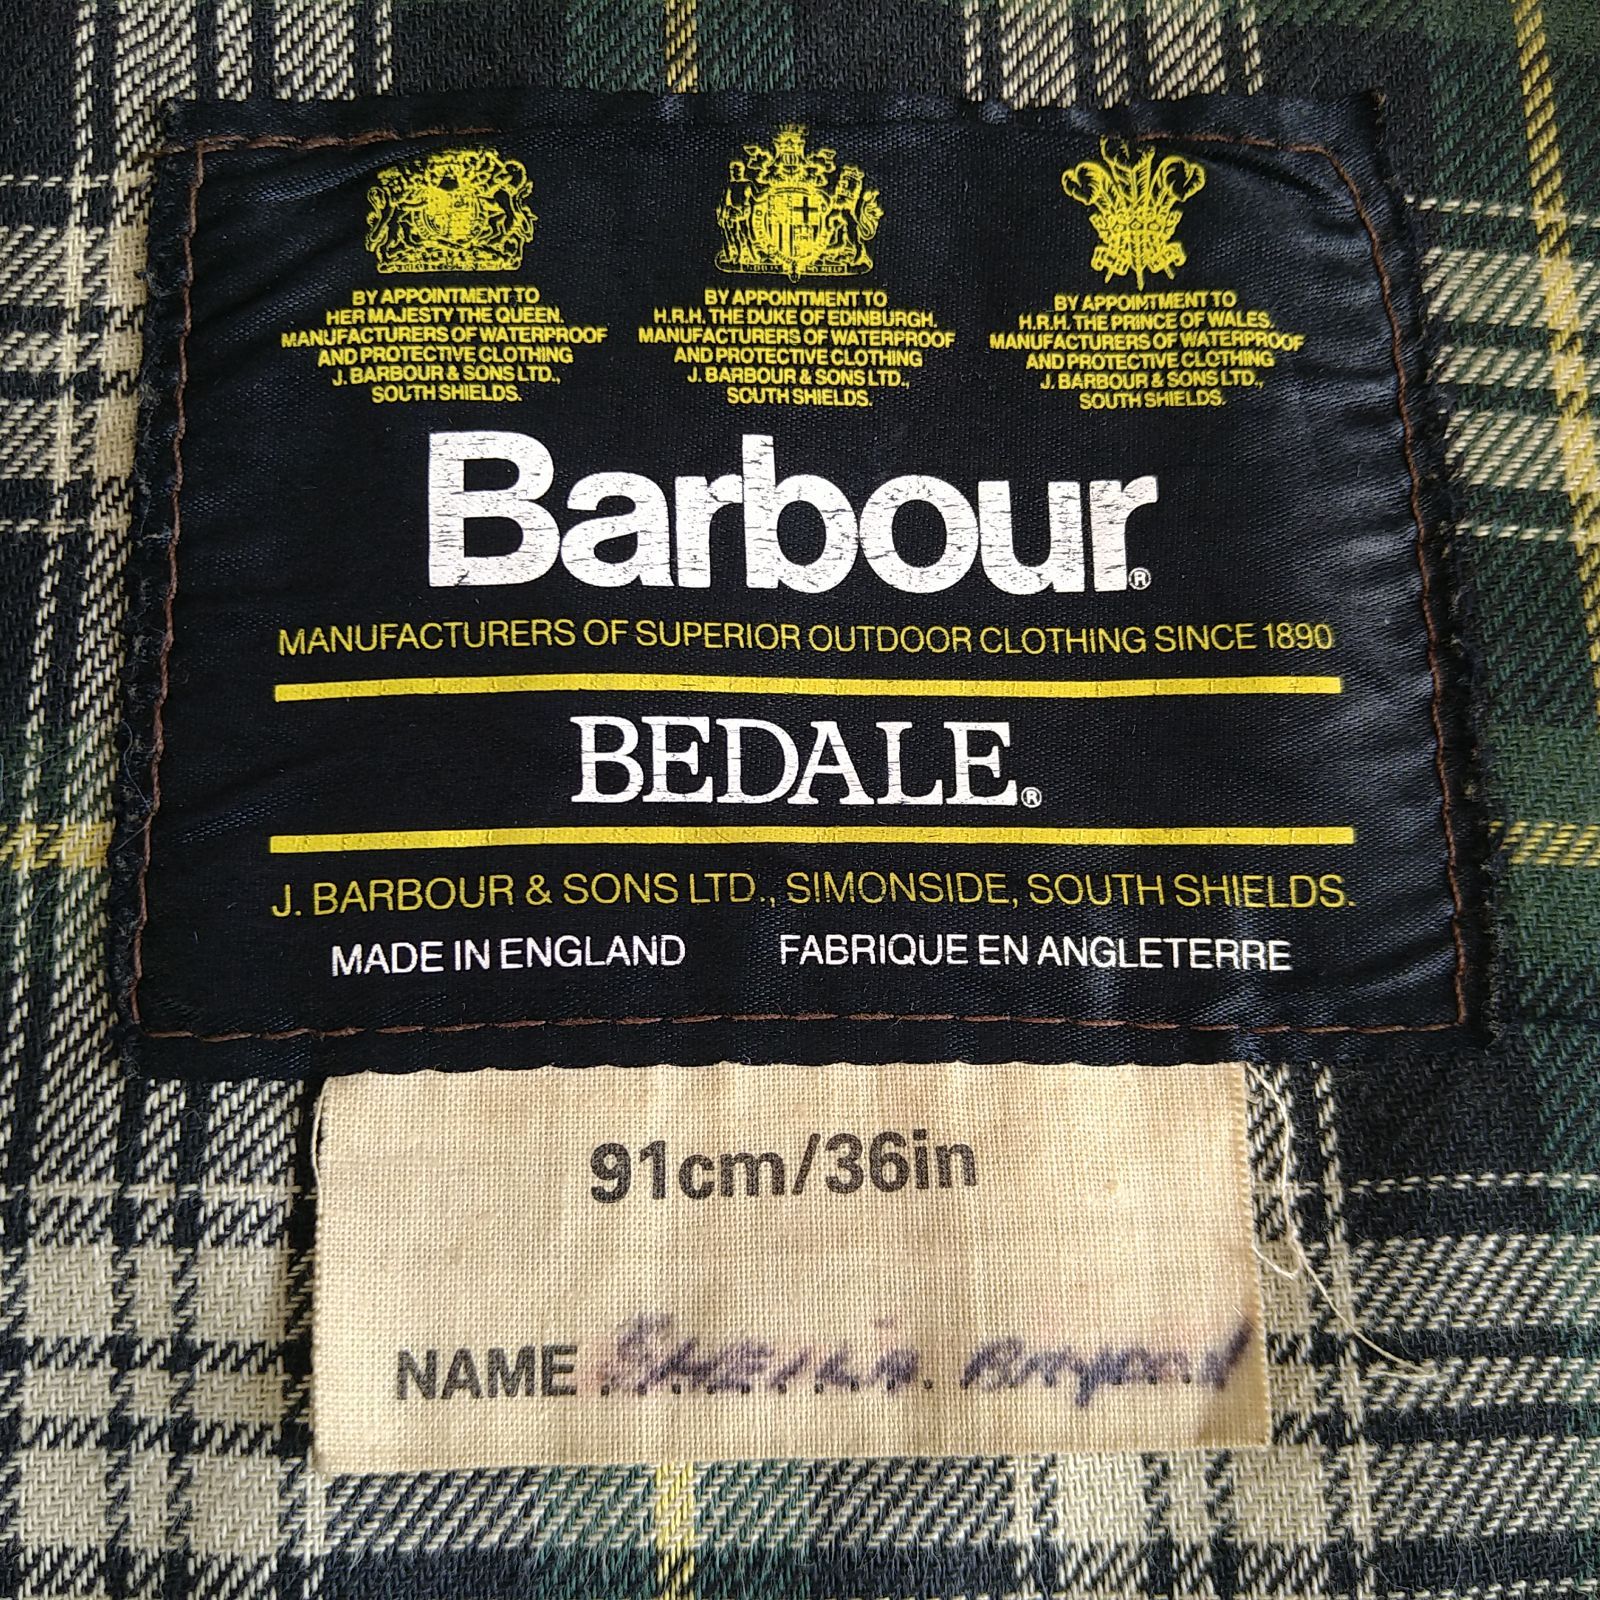 BY APPOINTMENT TO
HER MAJESTY THE QUEEN.
MANUFACTURERS OF WATERPROOF
AND PROTECTIVE CLOTHING
J. BARBOUR & SONS LTD.,
SOUTH SHIELDS.
BY APPOINTMENT TO
H.R.H. THE DUKE OF EDINBURGH.
MANUFACTURERS OF WATERPROOF
AND PROTECTIVE CLOTHING
J. BARBOUR & SONS LTD.,
SOUTH SHIELDS.
BY APPOINTMENT TO
H.R.H. THE PRINCE OF WALES.
MANUFACTURERS OF WATERPROOF
AND PROTECTIVE CLOTHING
J. BARBOUR & SONS LTD.,
SOUTH SHIELDS.
Barbour®
MANUFACTURERS OF SUPERIOR OUTDOOR CLOTHING SINCE 1890
BEDALE®
J. BARBOUR & SONS LTD., SIMONSIDE, SOUTH SHIELDS.
MADE IN ENGLAND FABRIQUE EN ANGLETERRE
91cm/36in
NAME